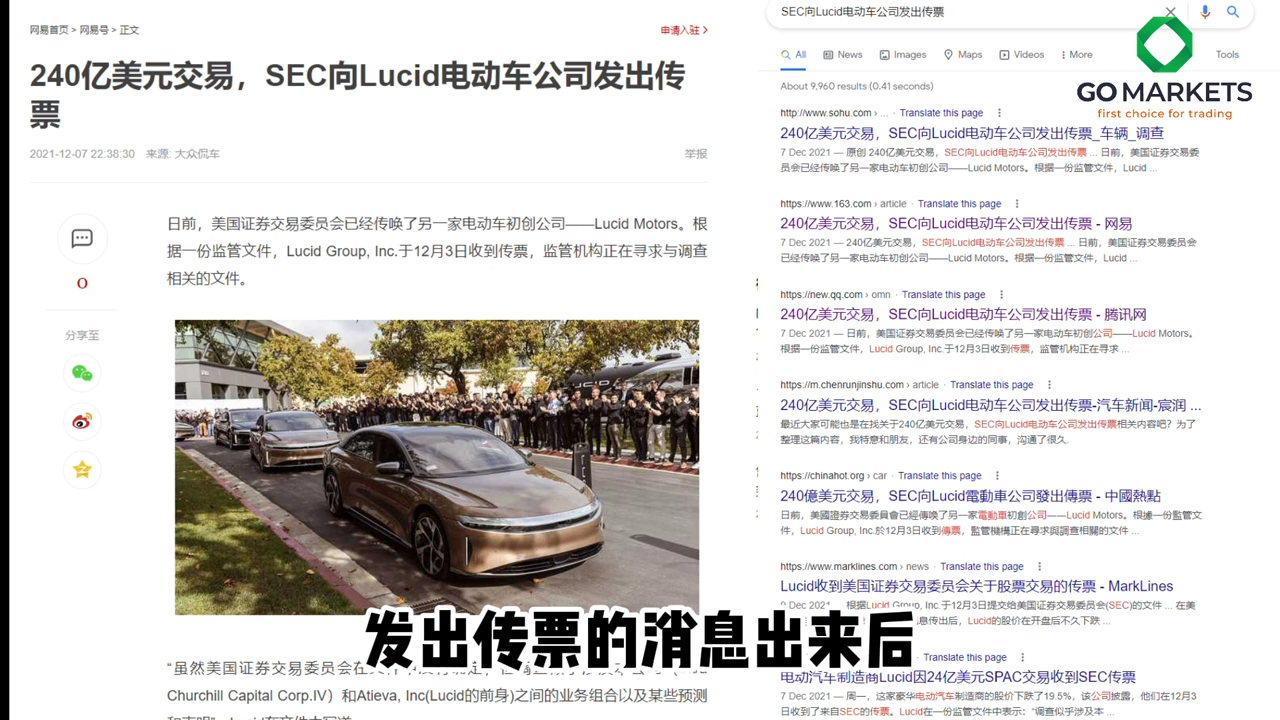 网易首页 > 网易号 > 正文
申请入驻
240亿美元交易，SEC向Lucid电动车公司发出传
票
2021-12-07 22:38:30 来源: 大众侃车
举报
日前，美国证券交易委员会已经传唤了另一家电动车初创公司——Lucid Motors。根
据一份监管文件，Lucid Group, Inc.于12月3日收到传票，监管机构正在寻求与调查
相关的文件。
0
分享至
Churchill Capital Corp.IV）和Atieva, Inc(Lucid的前身)之间的业务组合以及某些预测
SEC向Lucid电动车公司发出传票
All
News
Images
Maps
Videos
More
Tools
About 9,960 results (0.41 seconds)
GO MARKETS
first choice for trading
http://www.sohu.com › ... · Translate this page
240亿美元交易，SEC向Lucid电动车公司发出传票_车辆_调查
7 Dec 2021 — 原创 240亿美元交易，SEC向Lucid电动车公司发出传票 ... 日前，美国证券交易委
员会已经传唤了另一家电动车初创公司——Lucid Motors。根据一份监管文件，Lucid ...
https://www.163.com › article · Translate this page
240亿美元交易，SEC向Lucid电动车公司发出传票 - 网易
7 Dec 2021 — 240亿美元交易，SEC向Lucid电动车公司发出传票 ... 日前，美国证券交易委员会
已经传唤了另一家电动车初创公司——Lucid Motors。根据一份监管文件，Lucid ...
https://new.qq.com › omn · Translate this page
240亿美元交易，SEC向Lucid电动车公司发出传票 - 腾讯网
7 Dec 2021 — 日前，美国证券交易委员会已经传唤了另一家电动车初创公司——Lucid Motors。
根据一份监管文件，Lucid Group, Inc.于12月3日收到传票，监管机构正在寻求 ...
https://m.chenrunjinshu.com › article · Translate this page
240亿美元交易，SEC向Lucid电动车公司发出传票-汽车新闻-宸润 ...
最近大家可能也是在找关于240亿美元交易，SEC向Lucid电动车公司发出传票相关内容吧？为了
整理这篇内容，我特意和朋友，还有公司身边的同事，沟通了很久.
https://chinahot.org › car · Translate this page
240億美元交易，SEC向Lucid電動車公司發出傳票 - 中國熱點
日前，美國證券交易委員會已經傳喚了另一家電動車初創公司——Lucid Motors。根據一份監管文
件，Lucid Group, Inc.於12月3日收到傳票，監管機構正在尋求與調查相關的文件 ...
https://www.marklines.com › news · Translate this page
Lucid收到美国证券交易委员会关于股票交易的传票 - MarkLines
Dec 2021 — 根据Lucid Group, Inc.于12月3日提交给美国证券交易委员会(SEC)的文件 ... 在美
息传出后，Lucid的股价在开盘后不久下跌 ...
发出传票的消息出来后
Translate this page
电动汽车制造商Lucid因24亿美元SPAC交易收到SEC传票
7 Dec 2021 — 周一，这家豪华电动汽车制造商的股价下跌了19.5%，该公司披露，他们在12月3
日收到了来自SEC的传票。Lucid在一份监管文件中表示："调查似乎涉及本 ...